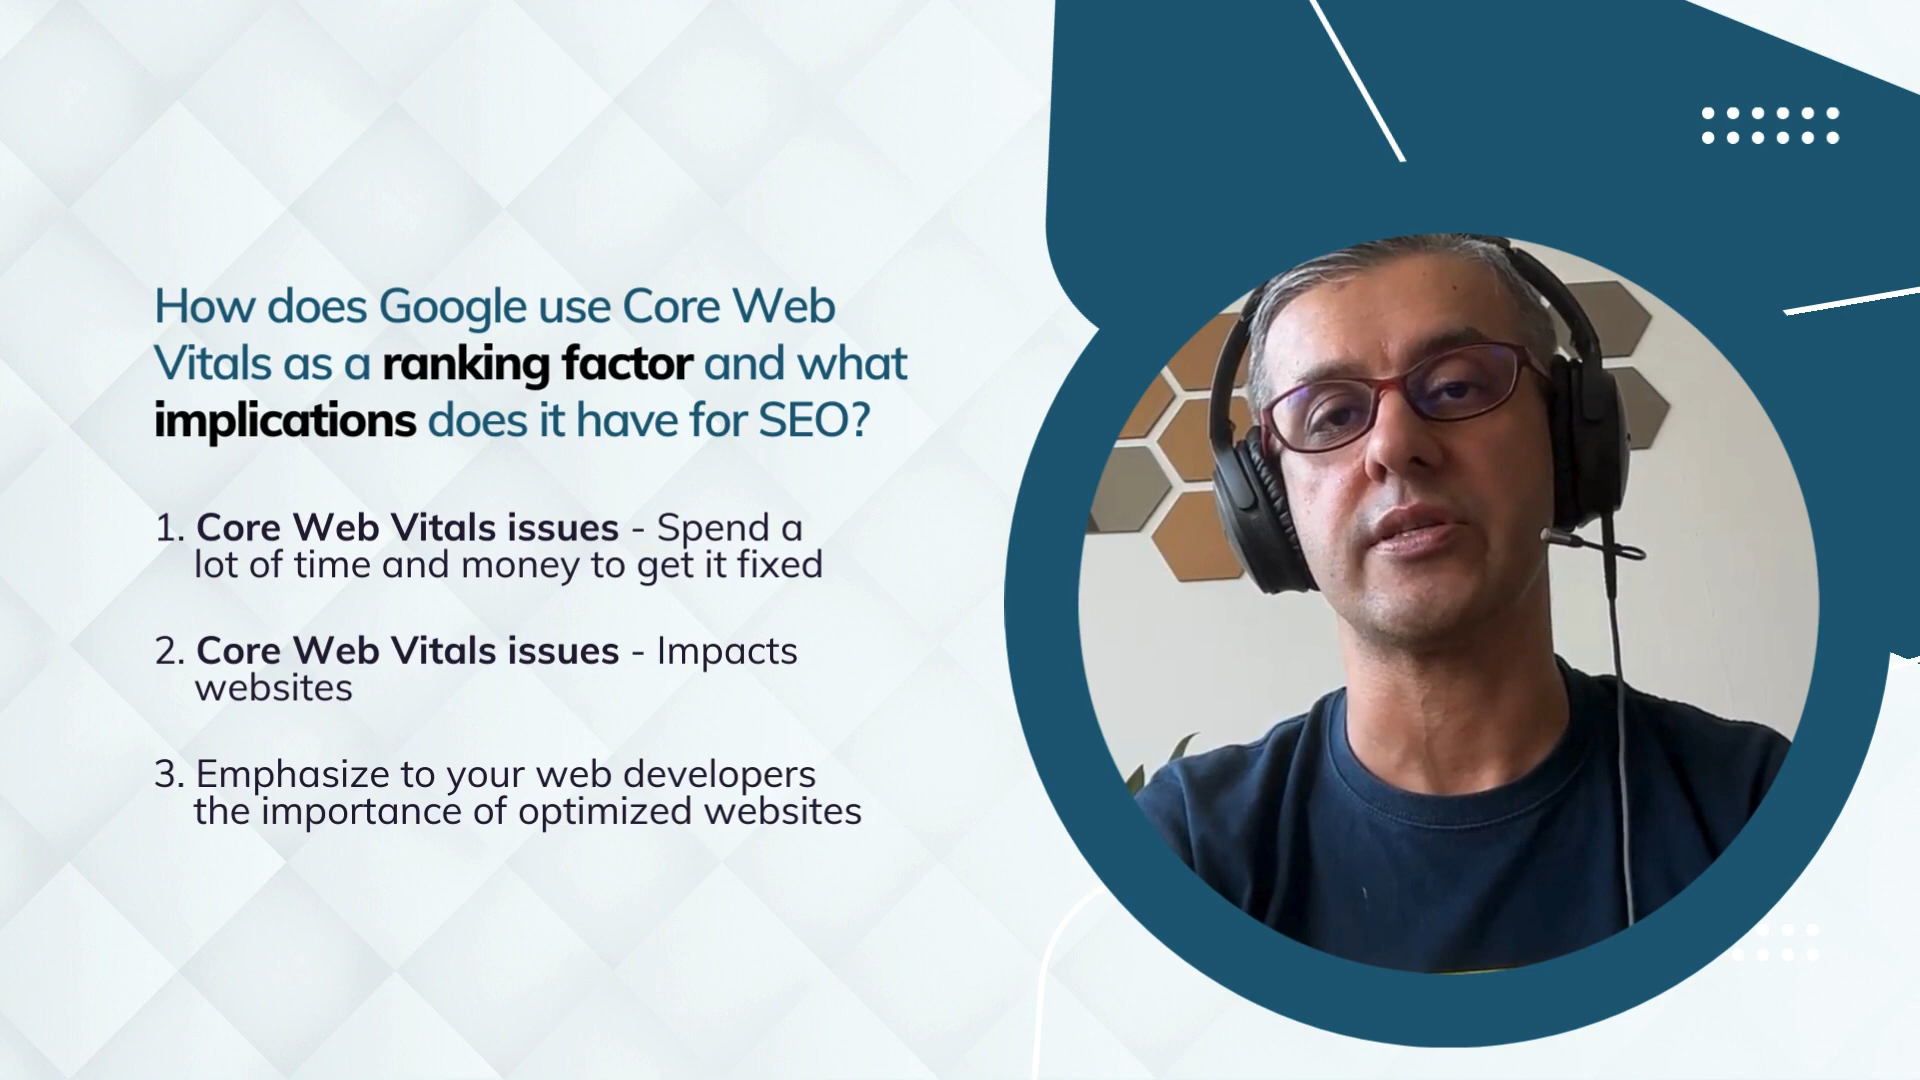 How does Google use Core Web
Vitals as a ranking factor and what
implications does it have for SEO?
1. Core Web Vitals issues - Spend a
lot of time and money to get it fixed
2. Core Web Vitals issues - Impacts
websites
3. Emphasize to your web developers
the importance of optimized websites